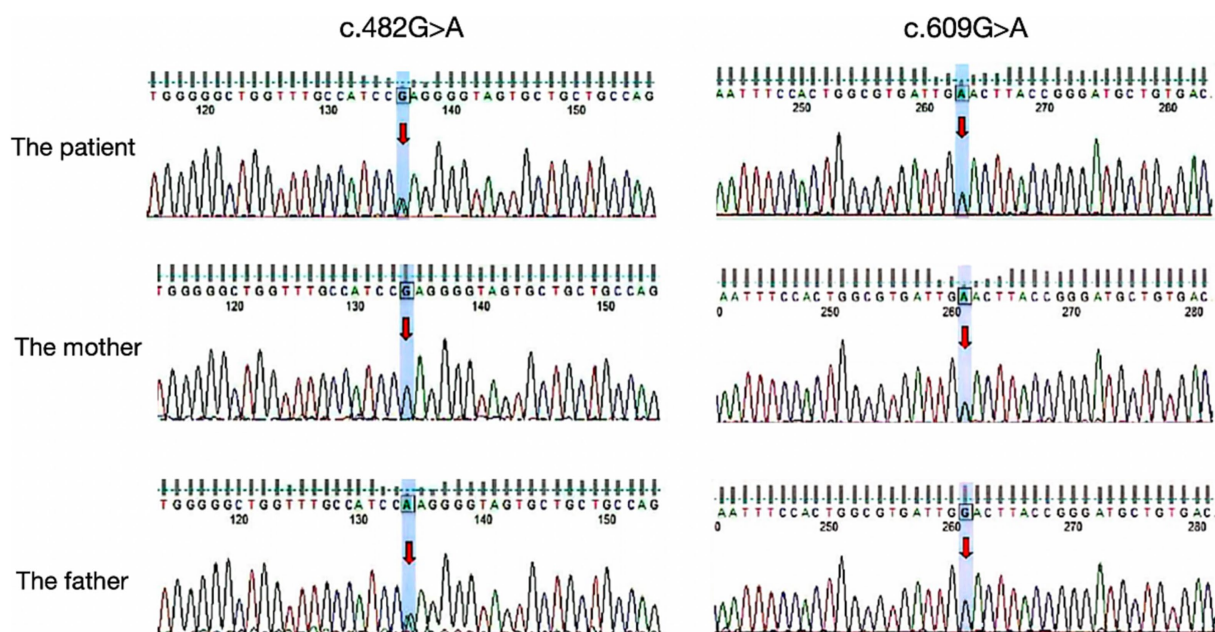 c.482G>A
c.609G>A
The patient
TGGGGGCTGGTTTGCCATCCGAGGGGTAGTGCTGCTGCCAG
120 130 140 150
AATTTCCACTGGCGTGATTGAACTTACCGGGATGCTGTGAC
250 260 270 280
The mother
TGGGGGCTGGTTTGCCATCCGAGGGGTAGTGCTGCTGCCAG
120 130 140 150
AATTTCCACTGGCGTGATTGAACTTACCGGGATGCTGTGAC
0 250 260 270 280
The father
TGGGGGCTGGTTTGCCATCCAAGGGGTAGTGCTGCTGCCAG
120 130 140 150
AATTTCCACTGGCGTGATTGGACTTACCGGGATGCTGTGAC
0 250 260 270 280